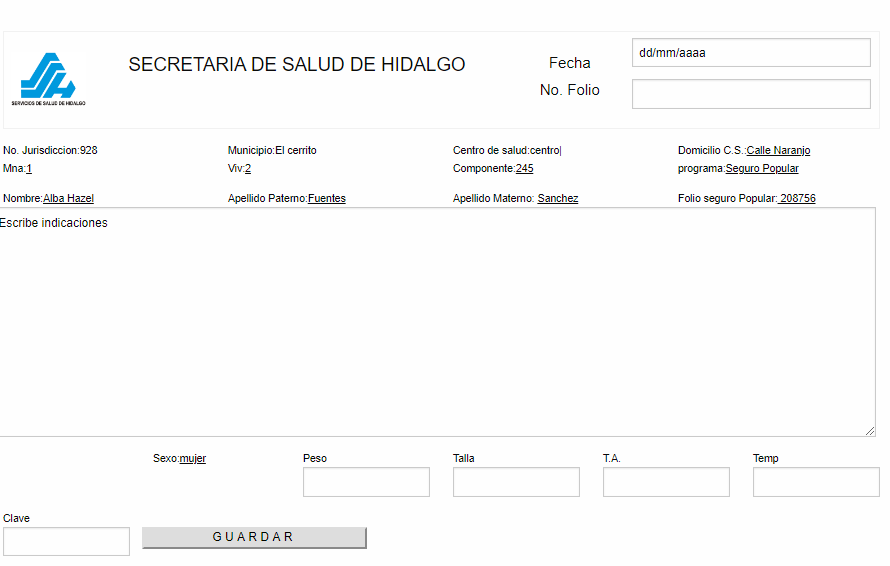 SERVICIOS DE SALUD DE HIDALGO
SECRETARIA DE SALUD DE HIDALGO
Fecha dd/mm/aaaa
No. Folio
No. Jurisdiccion:928 Municipio:El cerrito Centro de salud:centro Domicilio C.S.:Calle Naranjo
Mna:1 Viv:2 Componente:245 programa:Seguro Popular
Nombre:Alba Hazel Apellido Paterno:Fuentes Apellido Materno: Sanchez Folio seguro Popular: 208756
Escribe indicaciones
Sexo:mujer Peso Talla T.A. Temp
Clave
GUARDAR